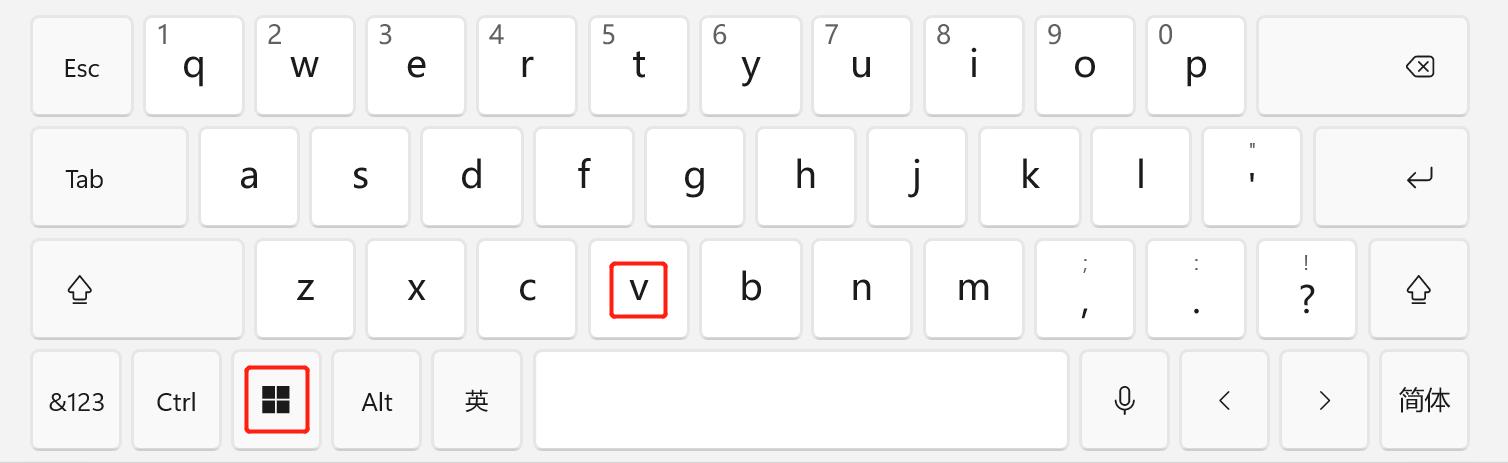 1 2 3 4 5 6 7 8 9 0
Esc q w e r t y u i o p
"
Tab a s d f g h j k l '
; : !
z x c v b n m , . ?
&123 Ctrl Alt 英 < > 简体